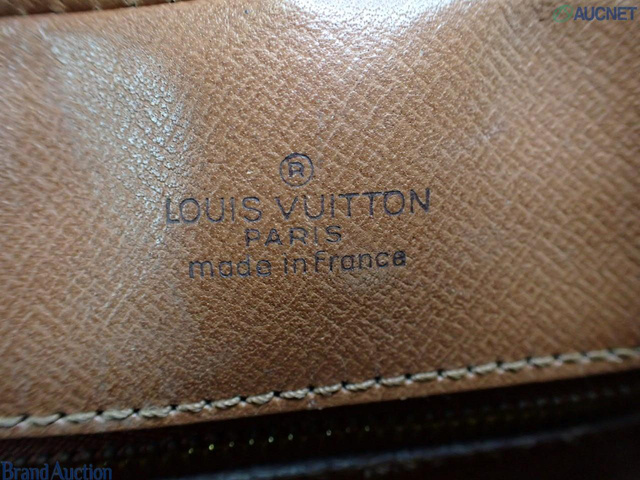 AUCNET
®
LOUIS VUITTON
PARIS
made in France
Brand Auction